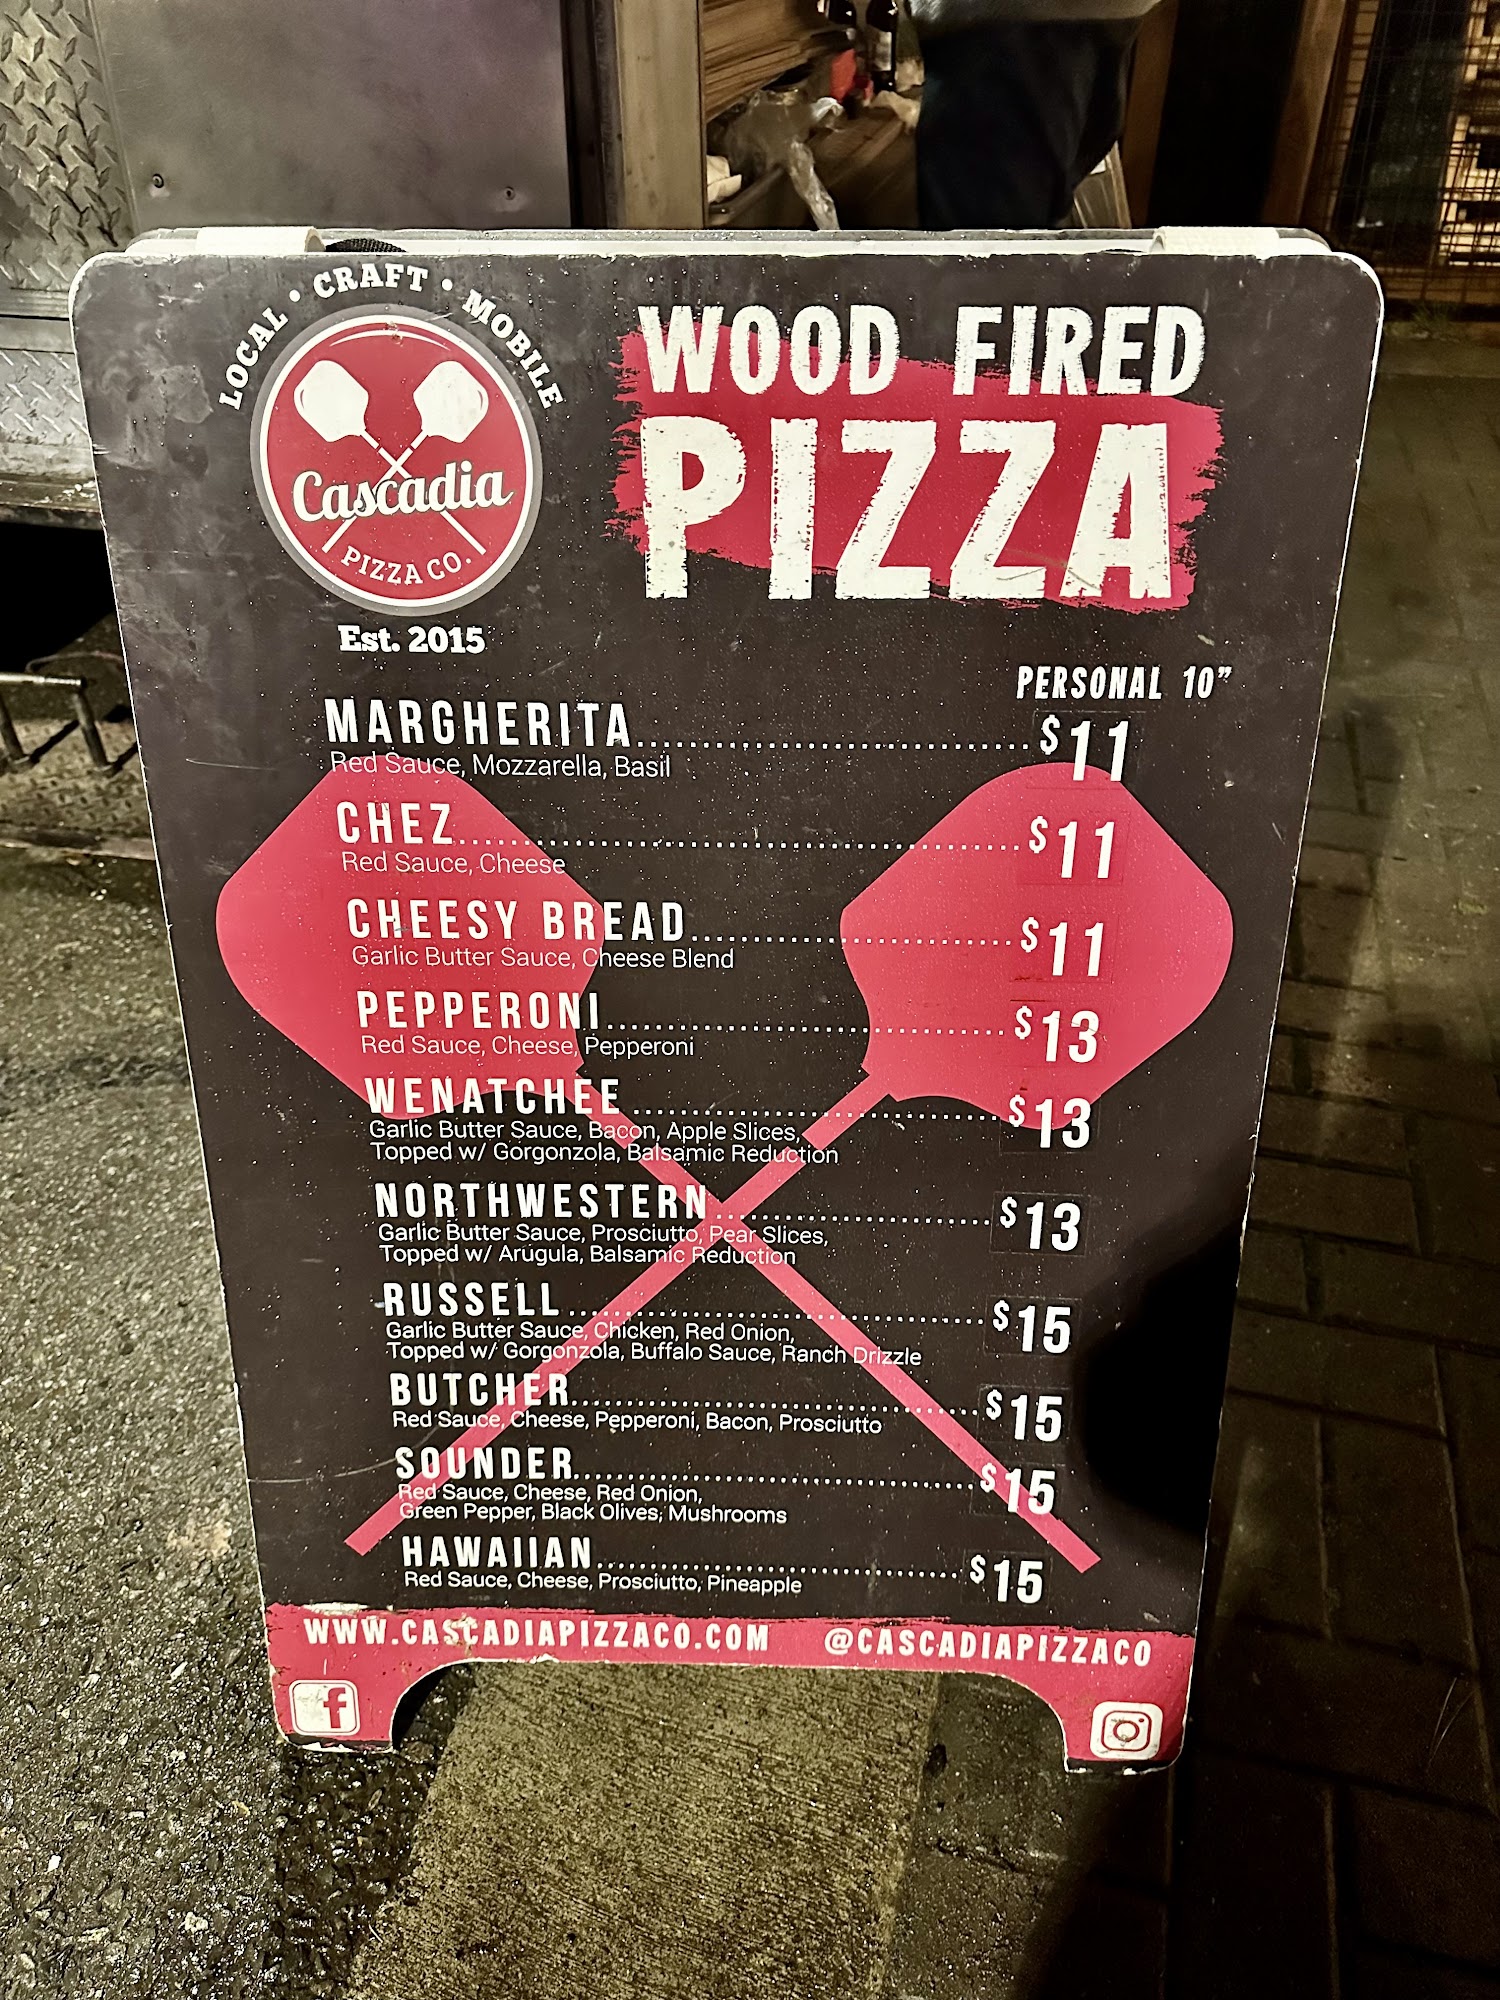 LOCAL • CRAFT • MOBILE
Cascadia
PIZZA CO.
Est. 2015
WOOD FIRED
PIZZA
PERSONAL 10”
MARGHERITA........................................$11
Red Sauce, Mozzarella, Basil
CHEZ........................................$11
Red Sauce, Cheese
CHEESY BREAD........................................$11
Garlic Butter Sauce, Cheese Blend
PEPPERONI........................................$13
Red Sauce, Cheese, Pepperoni
WENATCHEE........................................$13
Garlic Butter Sauce, Bacon, Apple Slices,
Topped w/ Gorgonzola, Balsamic Reduction
NORTHWESTERN........................................$13
Garlic Butter Sauce, Prosciutto, Pear Slices,
Topped w/ Arugula, Balsamic Reduction
RUSSELL........................................$15
Garlic Butter Sauce, Chicken, Red Onion,
Topped w/ Gorgonzola, Buffalo Sauce, Ranch Drizzle
BUTCHER........................................$15
Red Sauce, Cheese, Pepperoni, Bacon, Prosciutto
SOUNDER........................................$15
Red Sauce, Cheese, Red Onion,
Green Pepper, Black Olives, Mushrooms
HAWAIIAN........................................$15
Red Sauce, Cheese, Prosciutto, Pineapple
WWW.CASCADIAPIZZACO.COM @CASCADIAPIZZACO
f